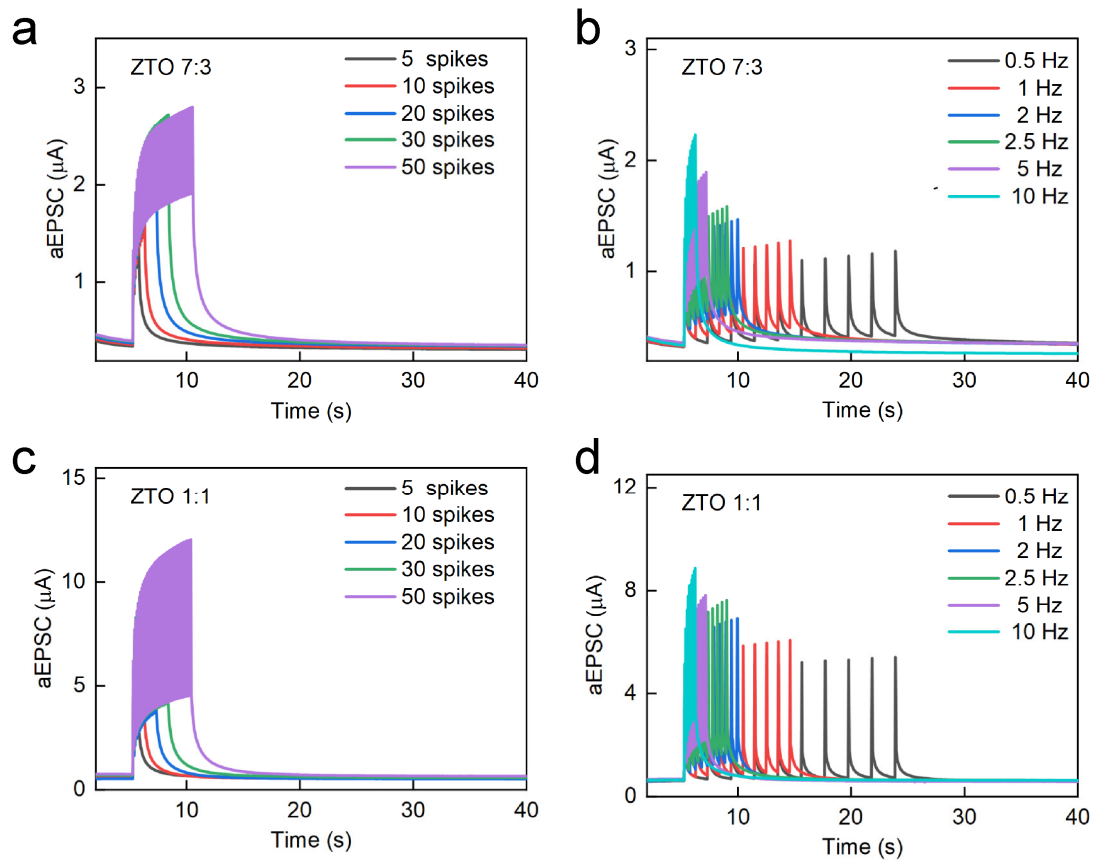 a
ZTO 7:3
5 spikes
10 spikes
20 spikes
30 spikes
50 spikes
3
2
1
aEPSC (μA)
10
20
30
40
Time (s)
b
ZTO 7:3
0.5 Hz
1 Hz
2 Hz
2.5 Hz
5 Hz
10 Hz
3
2
1
aEPSC (μA)
10
20
30
40
Time (s)
c
ZTO 1:1
5 spikes
10 spikes
20 spikes
30 spikes
50 spikes
15
10
5
0
aEPSC (μA)
10
20
30
40
Time (s)
d
ZTO 1:1
0.5 Hz
1 Hz
2 Hz
2.5 Hz
5 Hz
10 Hz
12
8
4
0
aEPSC (μA)
10
20
30
40
Time (s)